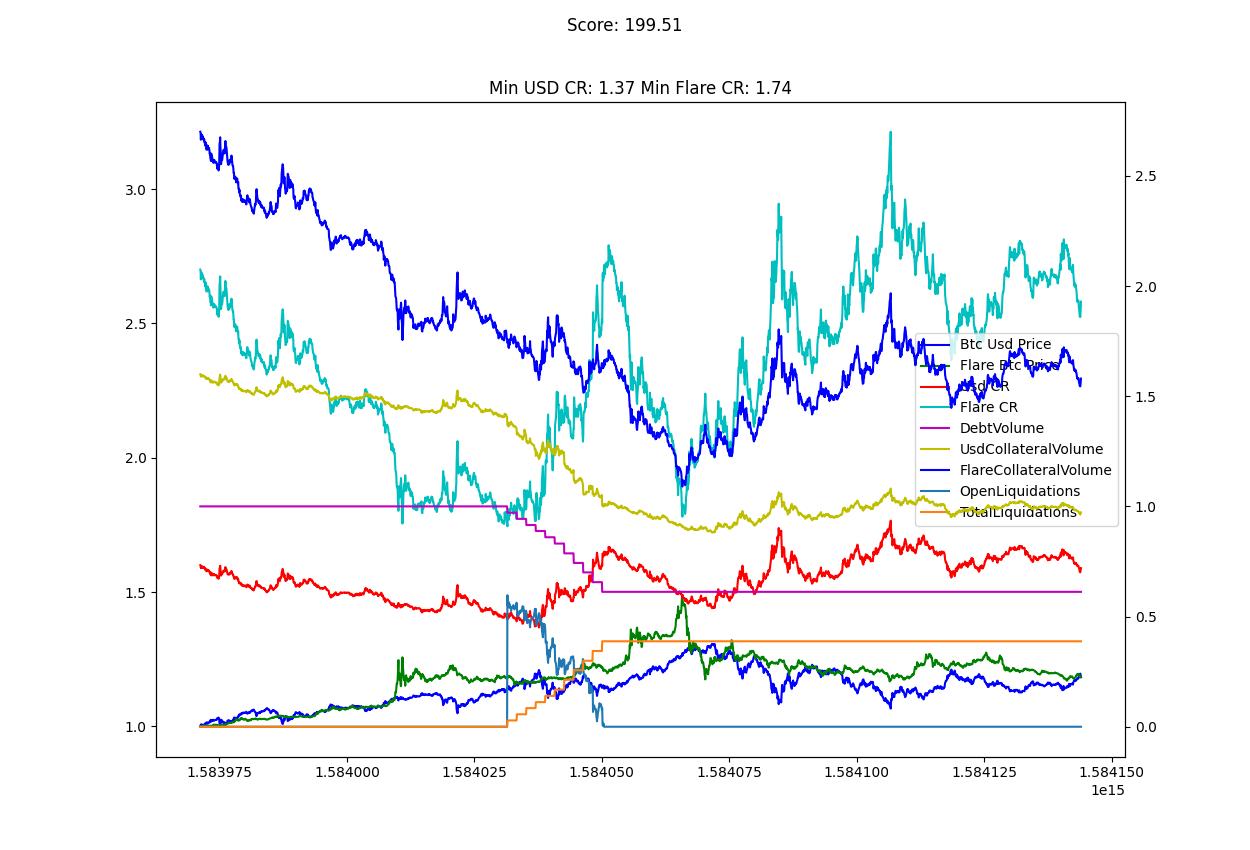 Score: 199.51
Min USD CR: 1.37 Min Flare CR: 1.74
3.0
2.5
2.0
1.5
1.0
2.5
2.0
1.5
1.0
0.5
0.0
Btc Usd Price
Flare Btc Price
Usd CR
Flare CR
DebtVolume
UsdCollateralVolume
FlareCollateralVolume
OpenLiquidations
TotalLiquidations
1.583975 1.584000 1.584025 1.584050 1.584075 1.584100 1.584125 1.584150
1e15